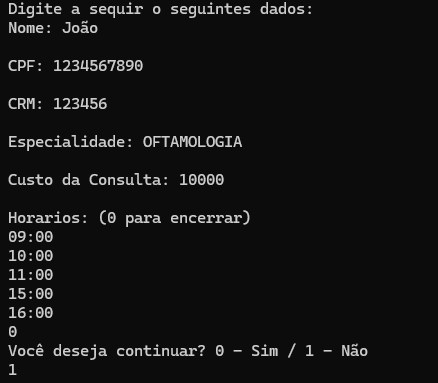 Digite a sequir o seguintes dados:
Nome: João
CPF: 1234567890
CRM: 123456
Especialidade: OFTAMOLOGIA
Custo da Consulta: 10000
Horarios: (0 para encerrar)
09:00
10:00
11:00
15:00
16:00
0
Você deseja continuar? 0 - Sim / 1 - Não
1